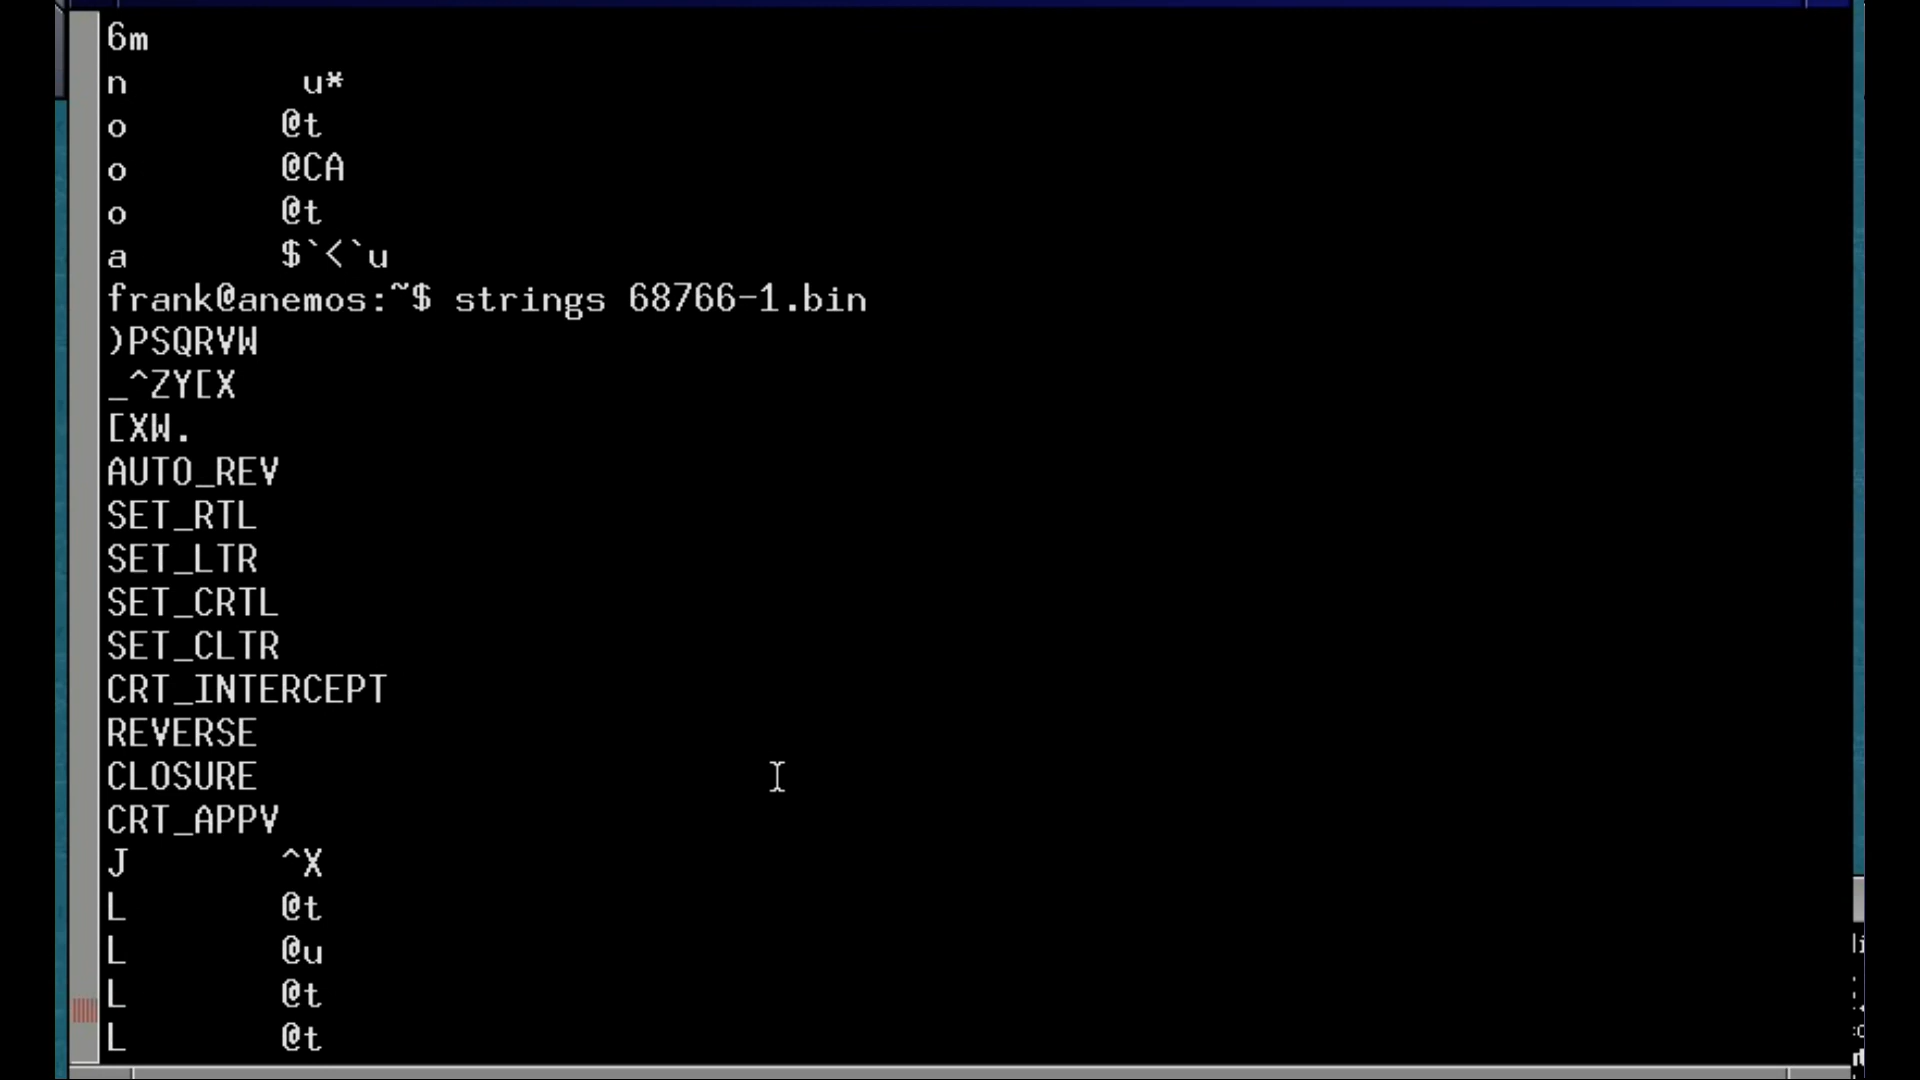 6m
n        u*
o       @t
o       @CA
o       @t
a       $`<`u
frank@anemos:~$ strings 68766-1.bin
)PSQRVW
_^ZY[X
[XW.
AUTO_REV
SET_RTL
SET_LTR
SET_CRTL
SET_CLTR
CRT_INTERCEPT
REVERSE
CLOSURE
CRT_APPV
J       ^X
L       @t
L       @u
L       @t
L       @t